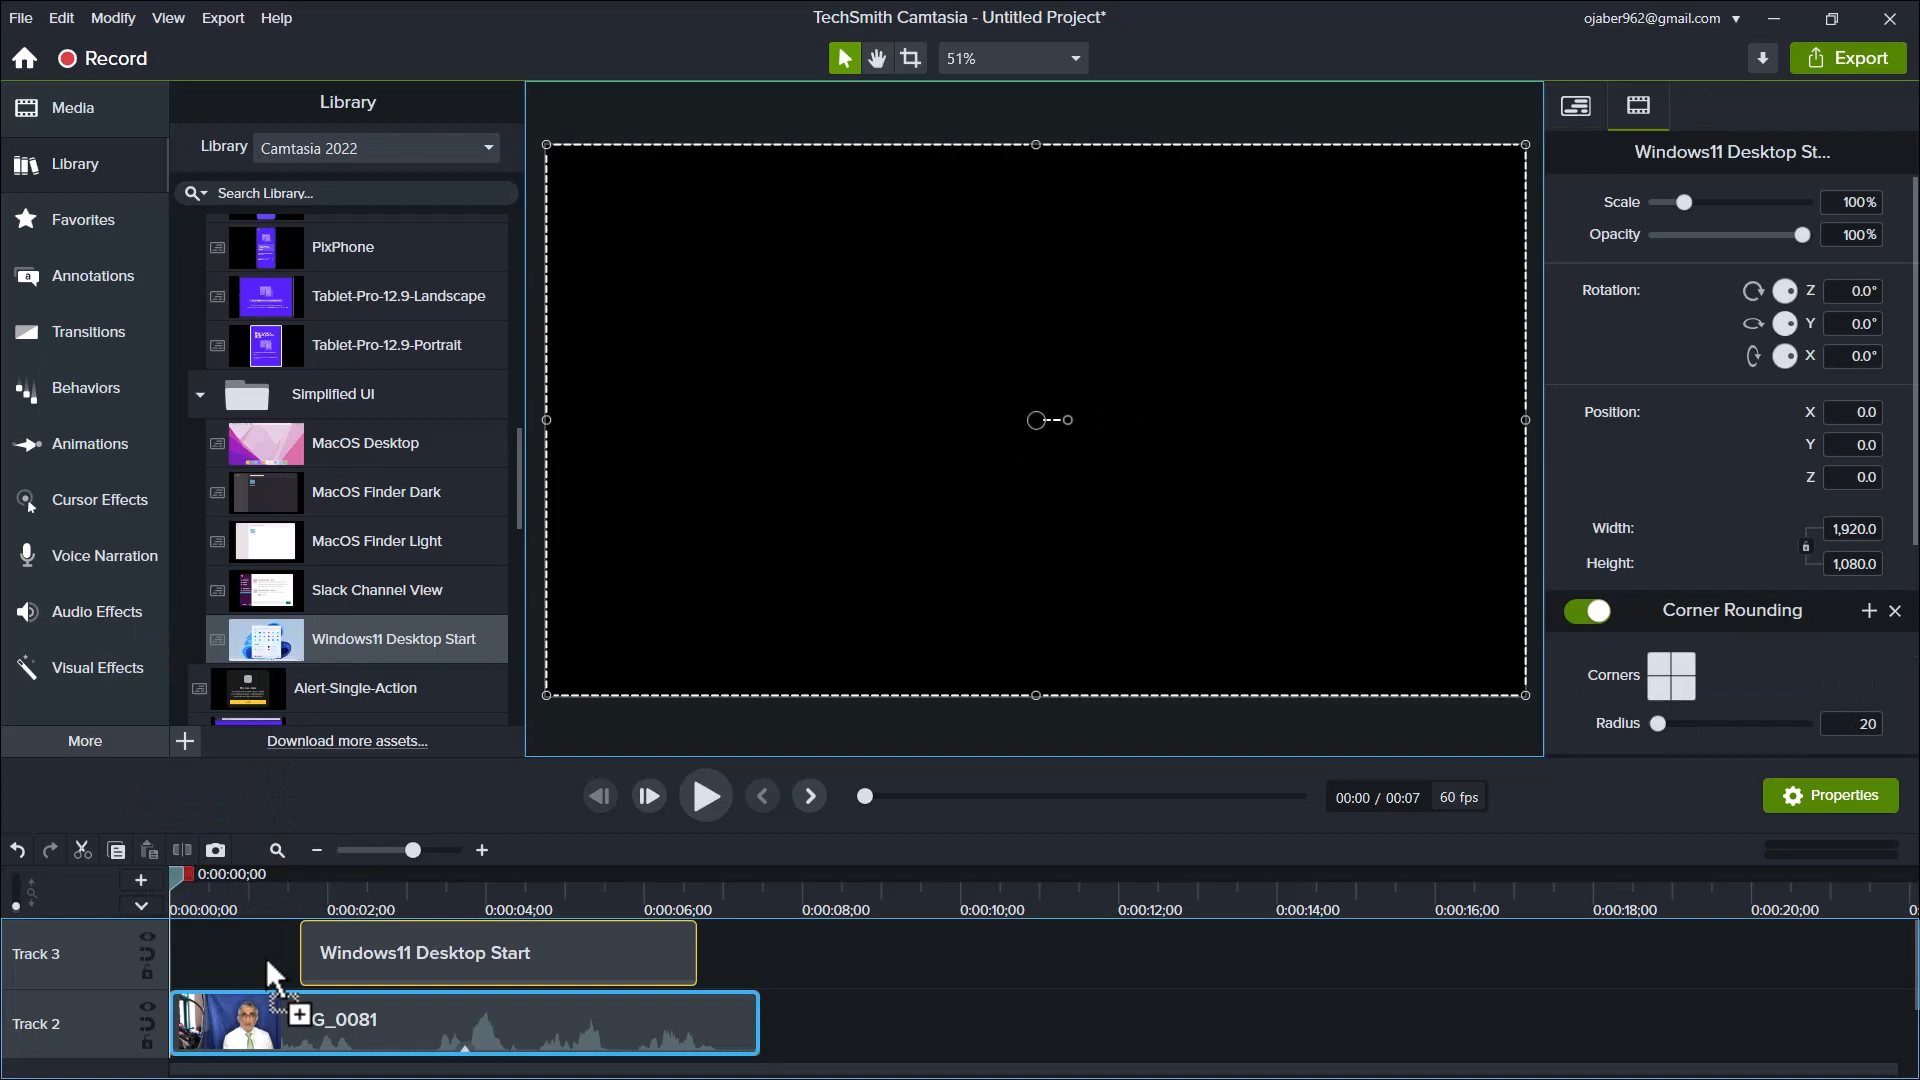 File Edit Modify View Export Help
TechSmith Camtasia - Untitled Project*
ojaber962@gmail.com
Record
51%
Export
Media
Library
Favorites
Annotations
Transitions
Behaviors
Animations
Cursor Effects
Voice Narration
Audio Effects
Visual Effects
More
Library
Library Camtasia 2022
Search Library...
PixPhone
Tablet-Pro-12.9-Landscape
Tablet-Pro-12.9-Portrait
Simplified UI
MacOS Desktop
MacOS Finder Dark
MacOS Finder Light
Slack Channel View
Windows11 Desktop Start
Alert-Single-Action
Download more assets...
Windows11 Desktop St...
Scale 100%
Opacity 100%
Rotation: Z 0.0°
Y 0.0°
X 0.0°
Position: X 0.0
Y 0.0
Z 0.0
Width: 1,920.0
Height: 1,080.0
Corner Rounding
Corners
Radius 20
00:00 / 00:07 60 fps
Properties
0:00:00;00
0:00:00;00 0:00:02;00 0:00:04;00 0:00:06;00 0:00:08;00 0:00:10;00 0:00:12;00 0:00:14;00 0:00:16;00 0:00:18;00 0:00:20;00 0:
Track 3
Windows11 Desktop Start
Track 2
G_0081